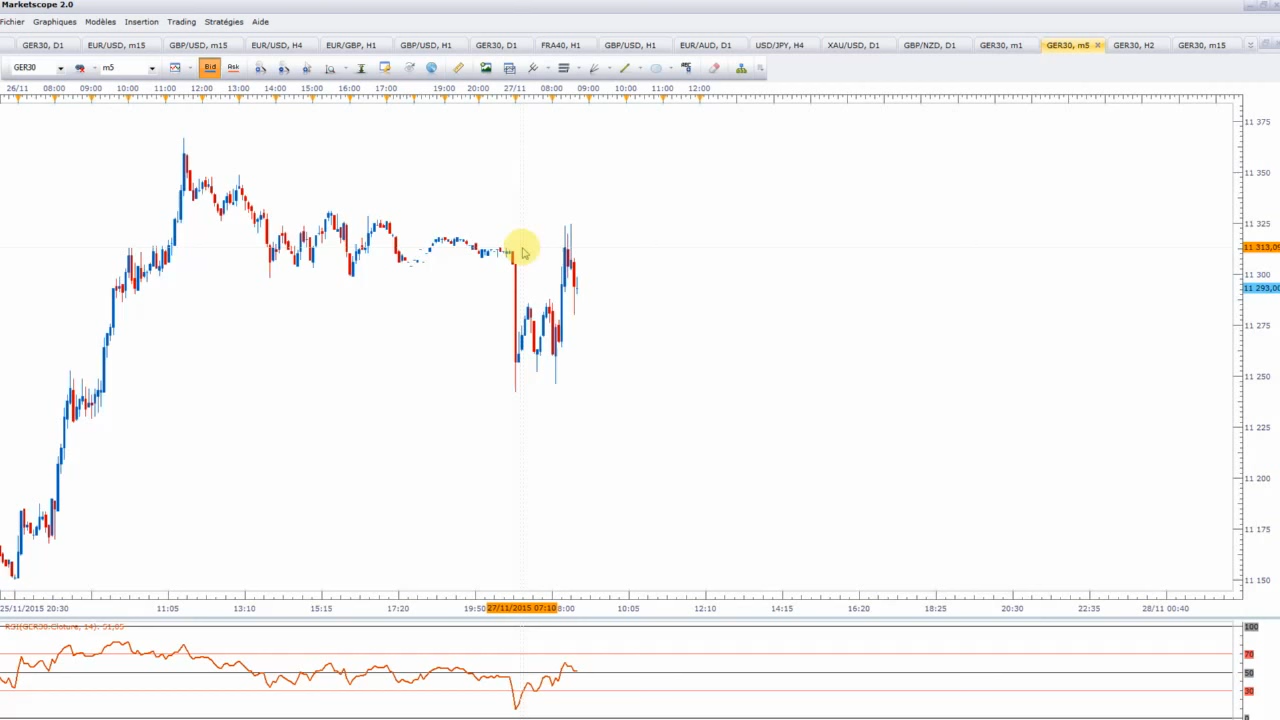 Marketscope 2.0
Fichier Graphiques Modèles Insertion Trading Stratégies Aide
GER30, D1 EUR/USD, m15 GBP/USD, m15 EUR/USD, H4 EUR/GBP, H1 GBP/USD, H1 GER30, D1 FRA40, H1 GBP/USD, H1 EUR/AUD, D1 USD/JPY, H4 XAU/USD, D1 GBP/NZD, D1 GER30, m1 GER30, m5 GER30, H2 GER30, m15
GER30 m5 Bid Ask
26/11 08:00 09:00 10:00 11:00 12:00 13:00 14:00 15:00 16:00 17:00 19:00 20:00 27/11 08:00 09:00 10:00 11:00 12:00
11 375
11 350
11 325
11 313,09
11 300
11 293,00
11 275
11 250
11 225
11 200
11 175
11 150
25/11/2015 20:30 11:05 13:10 15:15 17:20 19:50 27/11/2015 07:10 8:00 10:05 12:10 14:15 16:20 18:25 20:30 22:35 28/11 00:40
RSI(GER30.Cloture, 14): 51,05
100
70
50
30
0